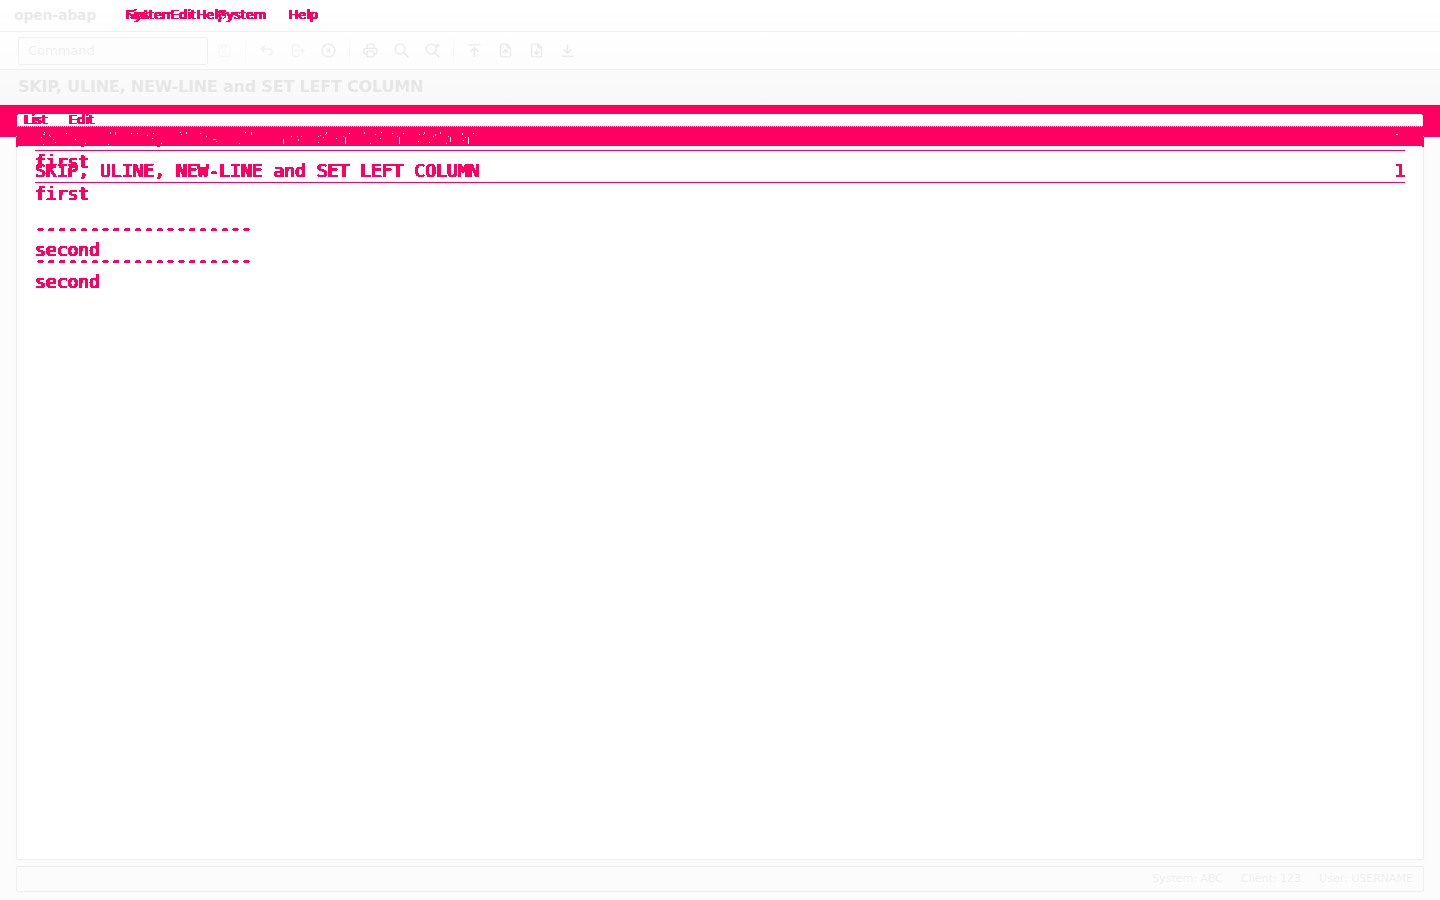 open-abap System Help
Command
SKIP, ULINE, NEW-LINE and SET LEFT COLUMN
List Edit
first
SKIP, ULINE, NEW-LINE and SET LEFT COLUMN 1
first
--------------------
second
--------------------
second
System: ABC Client: 123 User: USERNAME